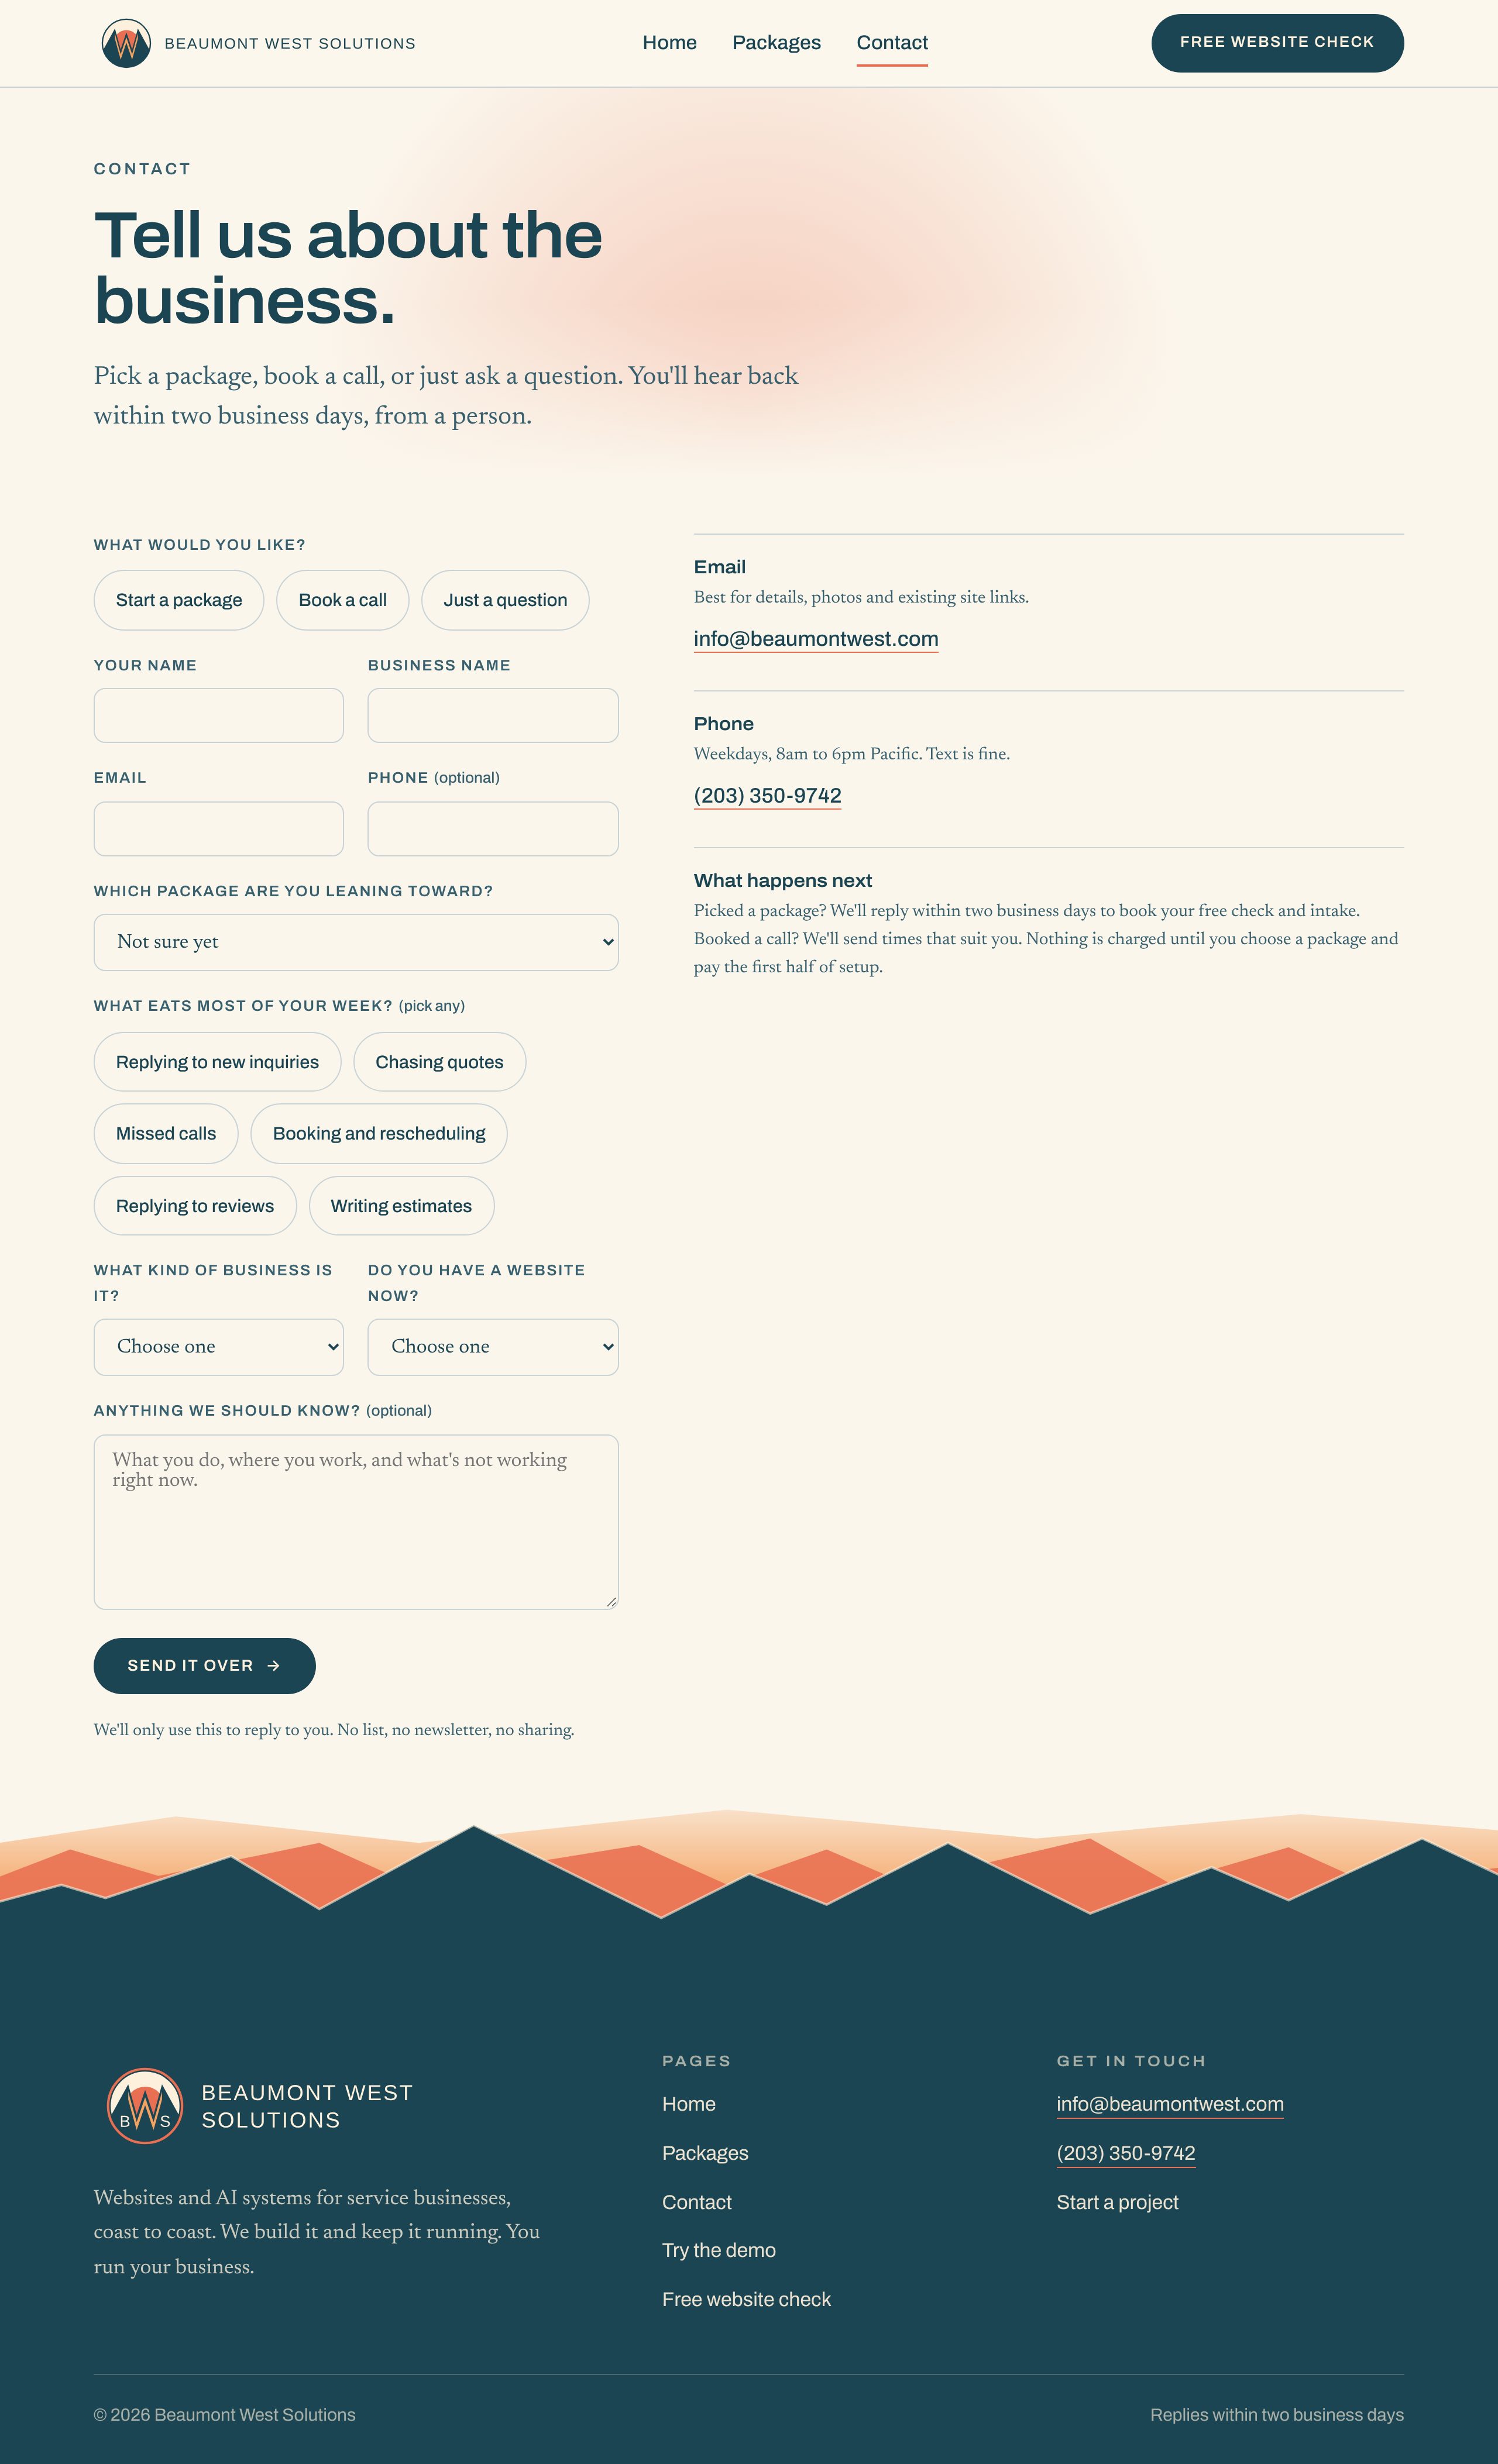 BEAUMONT WEST SOLUTIONS
Home
Packages
Contact
FREE WEBSITE CHECK
CONTACT
Tell us about the
business.
Pick a package, book a call, or just ask a question. You'll hear back
within two business days, from a person.
WHAT WOULD YOU LIKE?
Start a package
Book a call
Just a question
YOUR NAME
BUSINESS NAME
EMAIL
PHONE (optional)
WHICH PACKAGE ARE YOU LEANING TOWARD?
Not sure yet
WHAT EATS MOST OF YOUR WEEK? (pick any)
Replying to new inquiries
Chasing quotes
Missed calls
Booking and rescheduling
Replying to reviews
Writing estimates
WHAT KIND OF BUSINESS IS
IT?
DO YOU HAVE A WEBSITE
NOW?
Choose one
Choose one
ANYTHING WE SHOULD KNOW? (optional)
What you do, where you work, and what's not working
right now.
SEND IT OVER →
We'll only use this to reply to you. No list, no newsletter, no sharing.
Email
Best for details, photos and existing site links.
info@beaumontwest.com
Phone
Weekdays, 8am to 6pm Pacific. Text is fine.
(203) 350-9742
What happens next
Picked a package? We'll reply within two business days to book your free check and intake.
Booked a call? We'll send times that suit you. Nothing is charged until you choose a package and
pay the first half of setup.
B W S
BEAUMONT WEST
SOLUTIONS
Websites and AI systems for service businesses,
coast to coast. We build it and keep it running. You
run your business.
PAGES
Home
Packages
Contact
Try the demo
Free website check
GET IN TOUCH
info@beaumontwest.com
(203) 350-9742
Start a project
© 2026 Beaumont West Solutions
Replies within two business days